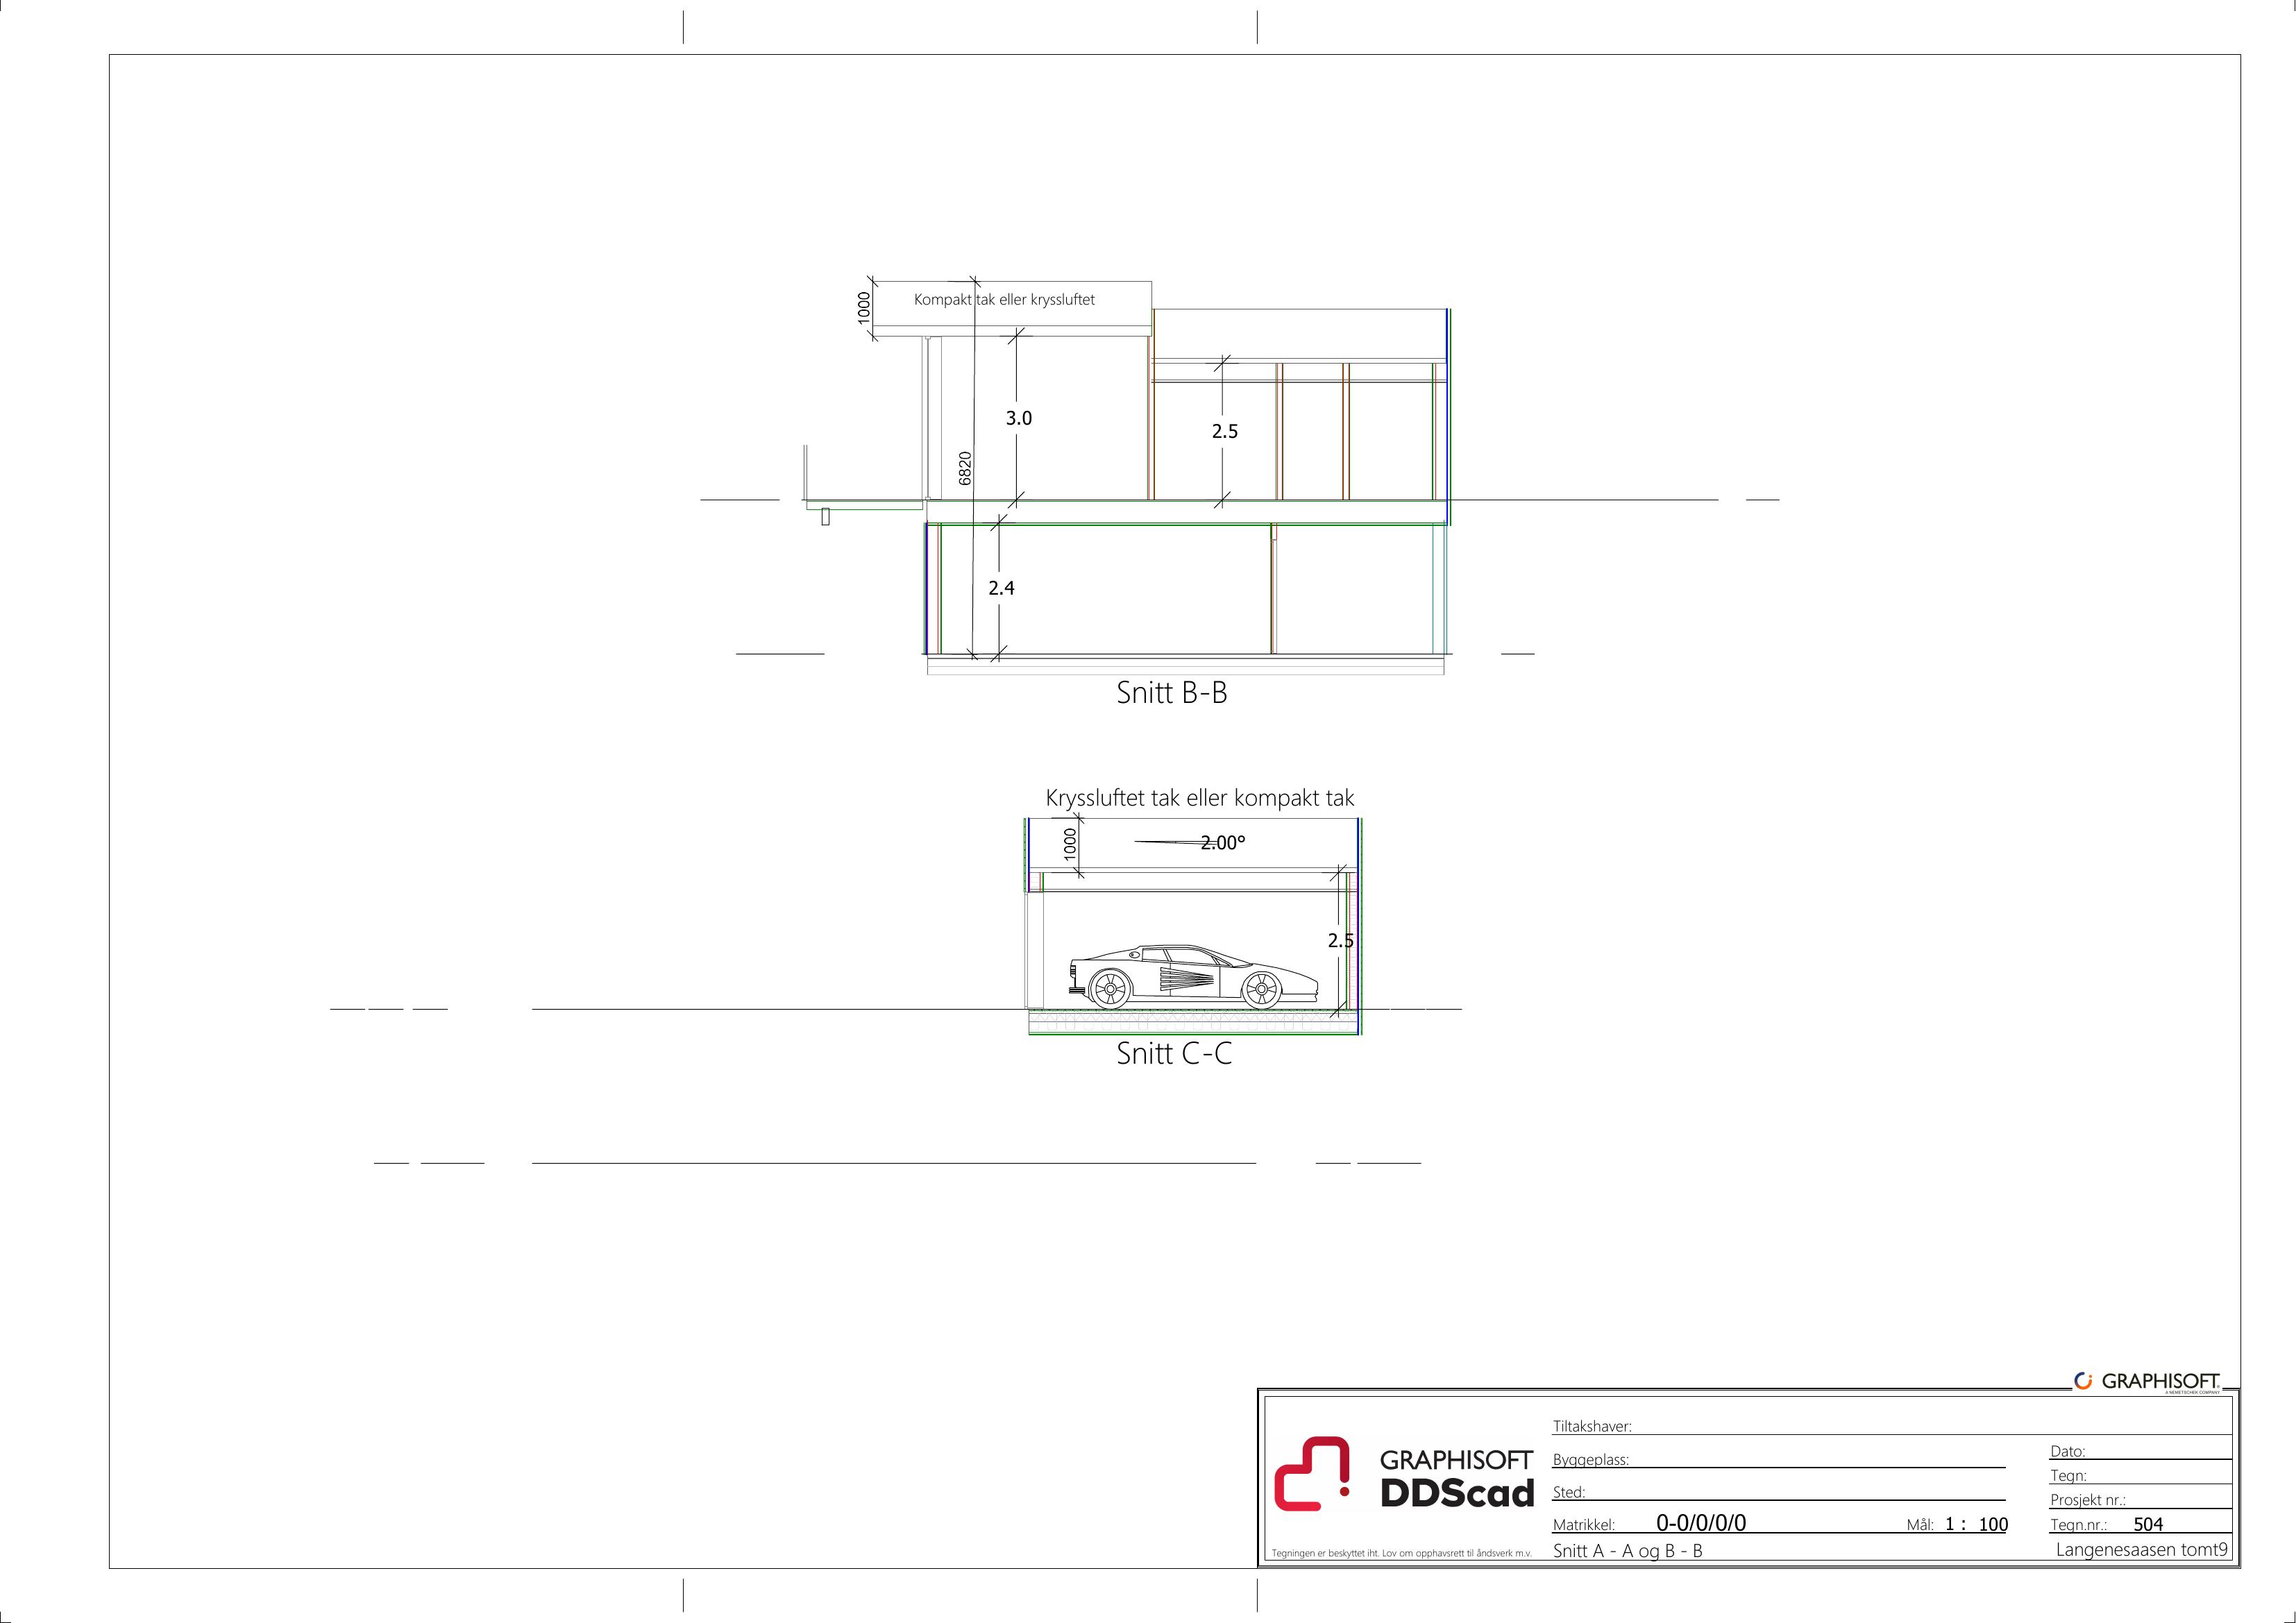 1000
Kompakt tak eller kryssluftet
3.0
2.5
6820
2.4
Snitt B-B
Kryssluftet tak eller kompakt tak
1000
2.00°
2.5
Snitt C-C
GRAPHISOFT
A NEMETSCHEK COMPANY
GRAPHISOFT
DDScad
Tegningen er beskyttet iht. Lov om opphavsrett til åndsverk m.v.
Tiltakshaver:
Byggeplass:
Sted:
Matrikkel: 0-0/0/0/0 Mål: 1 : 100
Snitt A - A og B - B
Dato:
Tegn:
Prosjekt nr.:
Tegn.nr.: 504
Langenesaasen tomt9